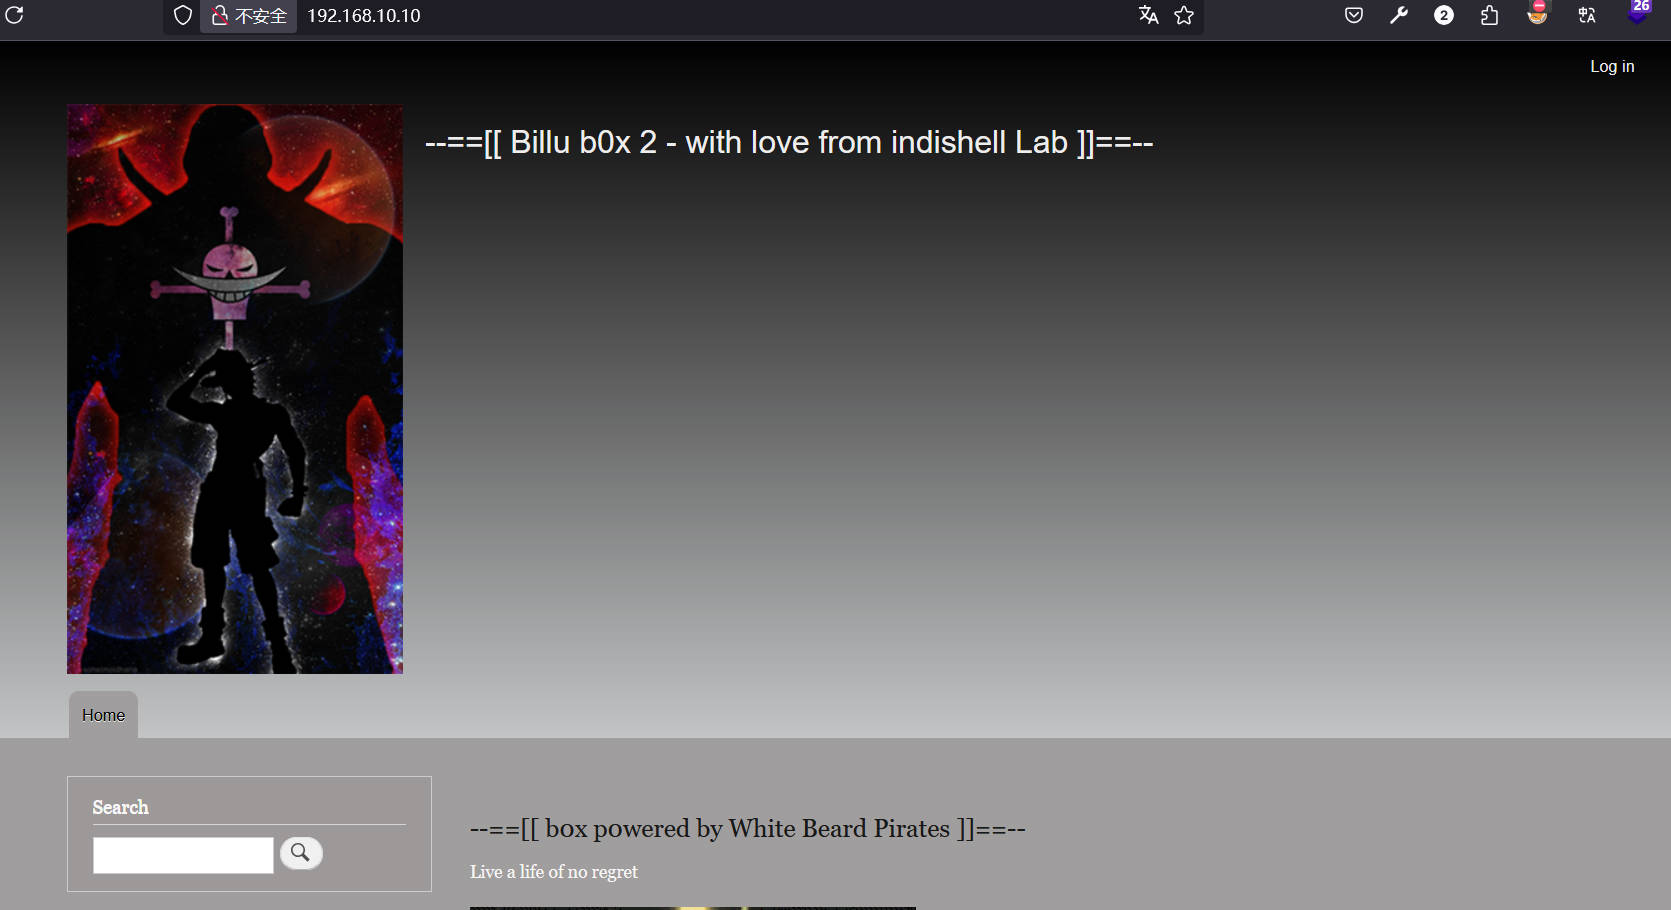 不安全 192.168.10.10
2
26
Log in
--==[[ Billu b0x 2 - with love from indishell Lab ]]==--
Home
Search
--==[[ box powered by White Beard Pirates ]]==--
Live a life of no regret